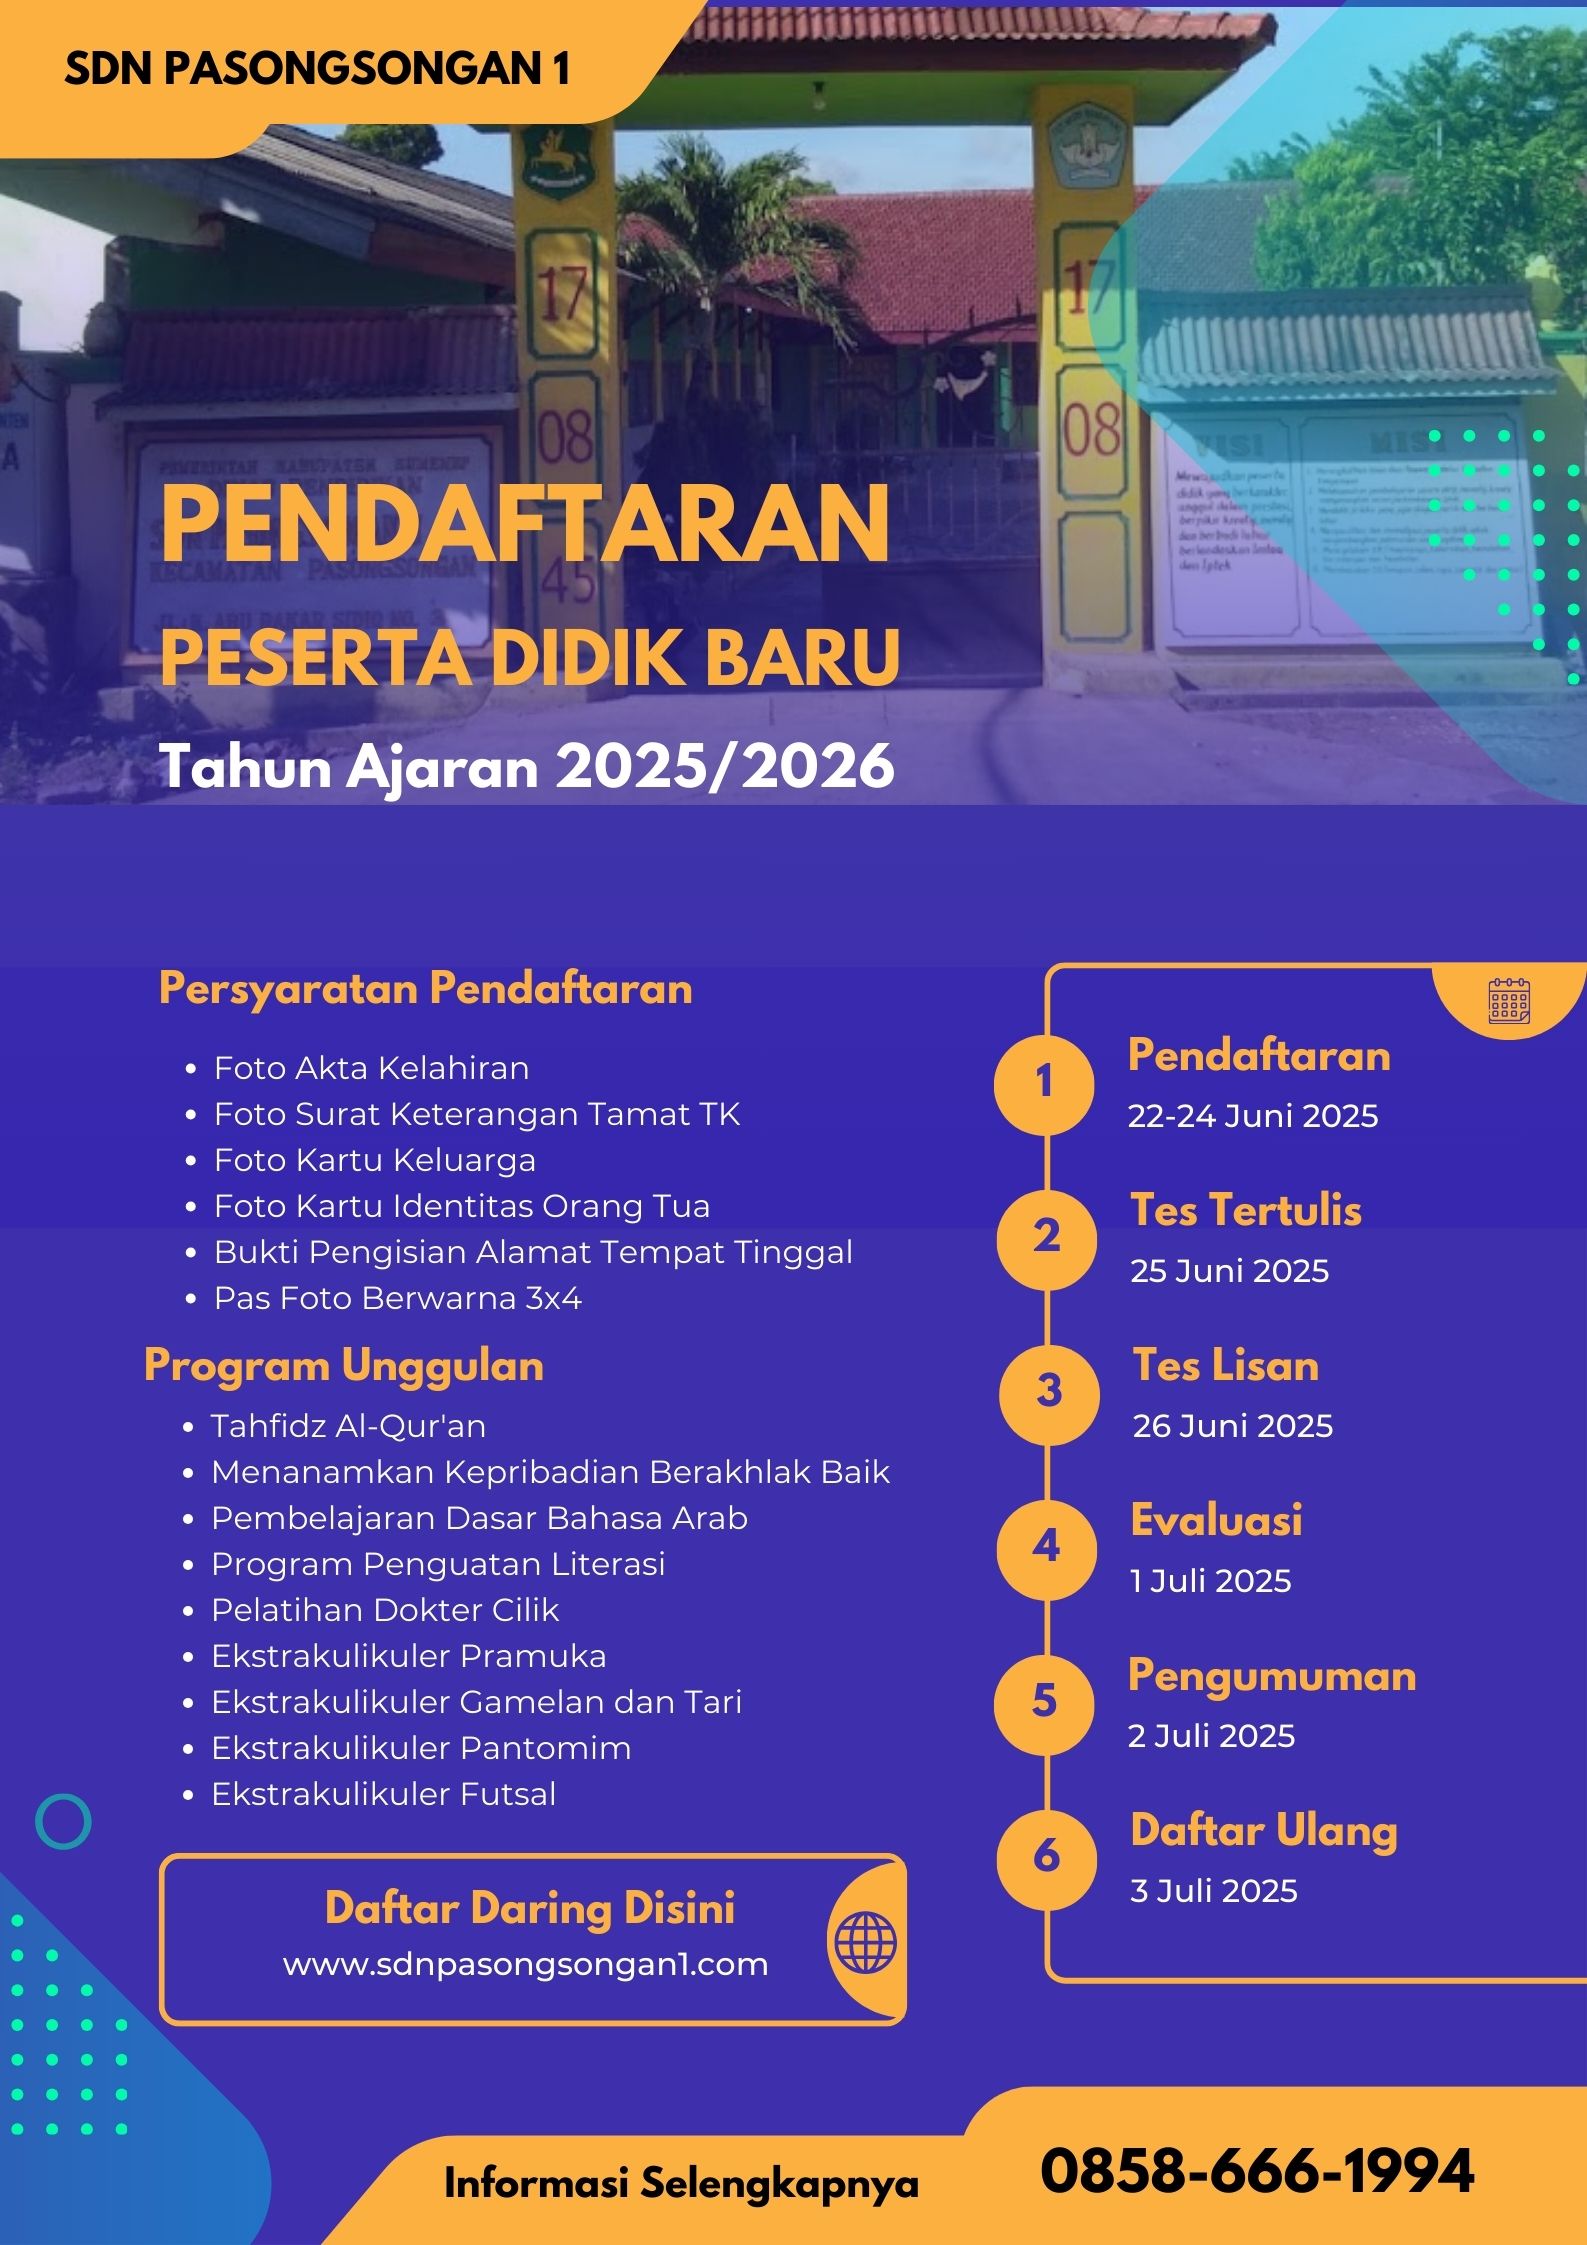 SDN PASONGSONGAN 1
17
17
08
08
VISI
MISI
45
PENDAFTARAN
PESERTA DIDIK BARU
Tahun Ajaran 2025/2026
Persyaratan Pendaftaran
• Foto Akta Kelahiran
• Foto Surat Keterangan Tamat TK
• Foto Kartu Keluarga
• Foto Kartu Identitas Orang Tua
• Bukti Pengisian Alamat Tempat Tinggal
• Pas Foto Berwarna 3x4
Program Unggulan
• Tahfidz Al-Qur'an
• Menanamkan Kepribadian Berakhlak Baik
• Pembelajaran Dasar Bahasa Arab
• Program Penguatan Literasi
• Pelatihan Dokter Cilik
• Ekstrakulikuler Pramuka
• Ekstrakulikuler Gamelan dan Tari
• Ekstrakulikuler Pantomim
• Ekstrakulikuler Futsal
Daftar Daring Disini
www.sdnpasongsongan1.com
1
Pendaftaran
22-24 Juni 2025
2
Tes Tertulis
25 Juni 2025
3
Tes Lisan
26 Juni 2025
4
Evaluasi
1 Juli 2025
5
Pengumuman
2 Juli 2025
6
Daftar Ulang
3 Juli 2025
Informasi Selengkapnya
0858-666-1994